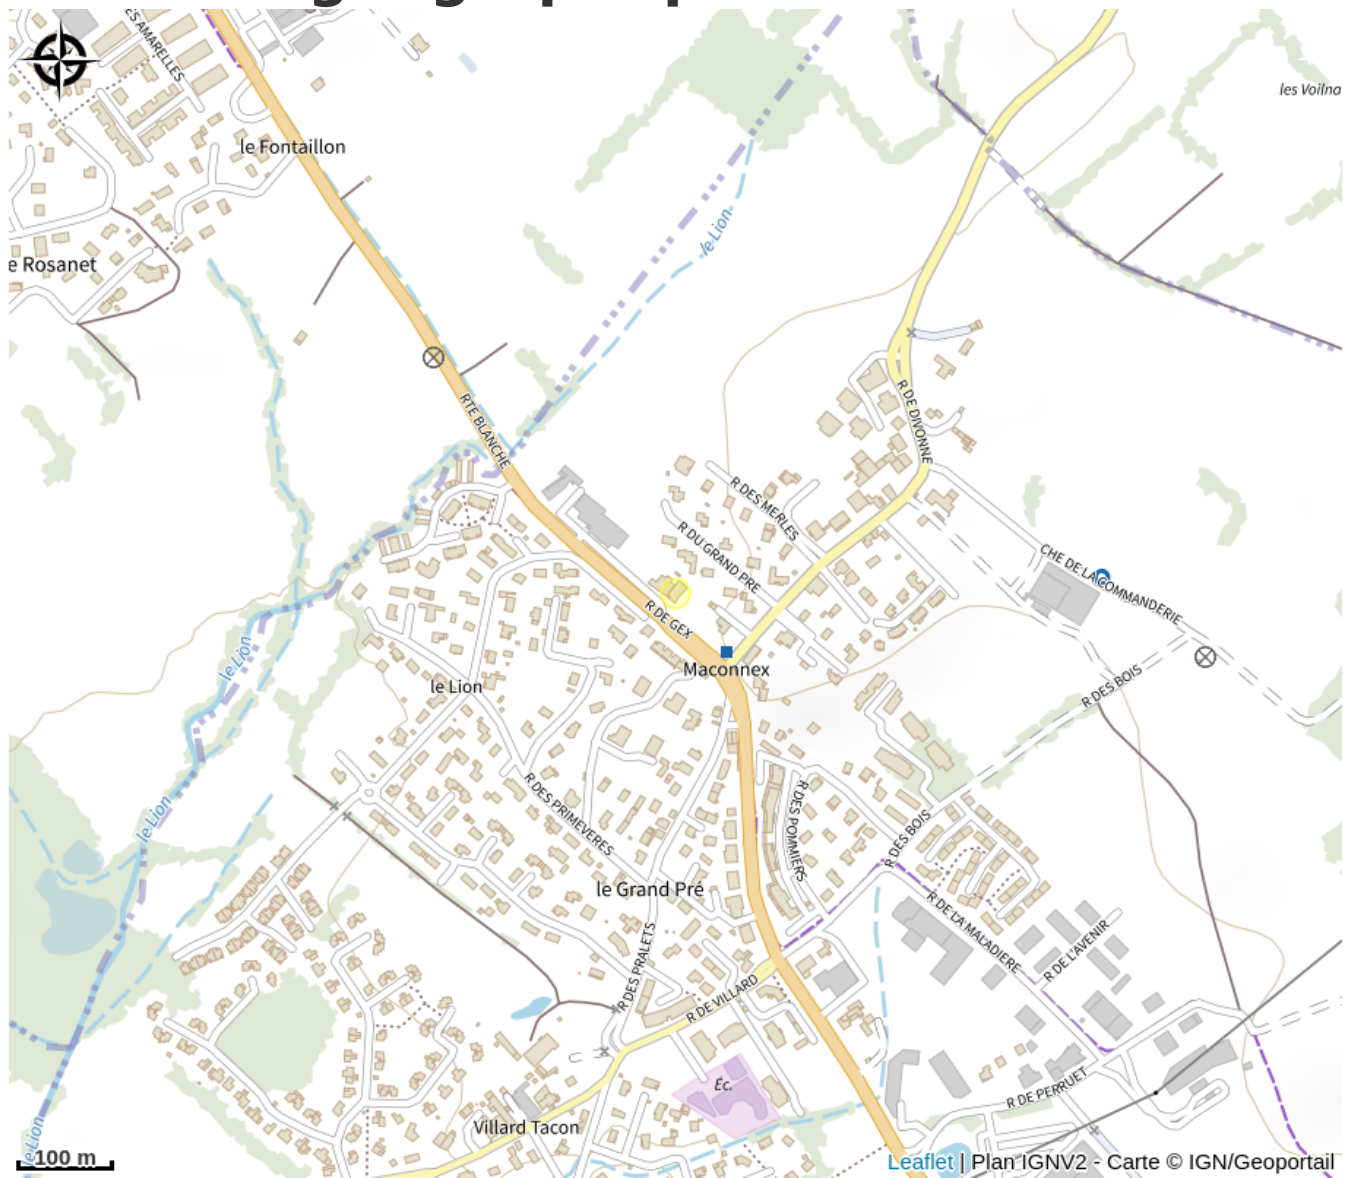 ES AMARELLES
les Voilna
le Fontaillon
le Lion
e Rosanet
RTE BLANCHE
R DE DIVONNE
R DES MERLES
R DU GRAND PRE
CHE DE LA COMMANDERIE
R DE GEX
Maconnex
le Lion
le Lion
R DES BOIS
le Lion
R DES PRIMEVERES
R DES POMMIERS
R DES BOIS
le Grand Pré
R DE LA MALADIERE
R DE L'AVENIR
R DES PRALETS
R DE VILLARD
Éc.
R DE PERRUET
Villard Tacon
le Lion
100 m
Leaflet | Plan IGNV2 - Carte © IGN/Geoportail